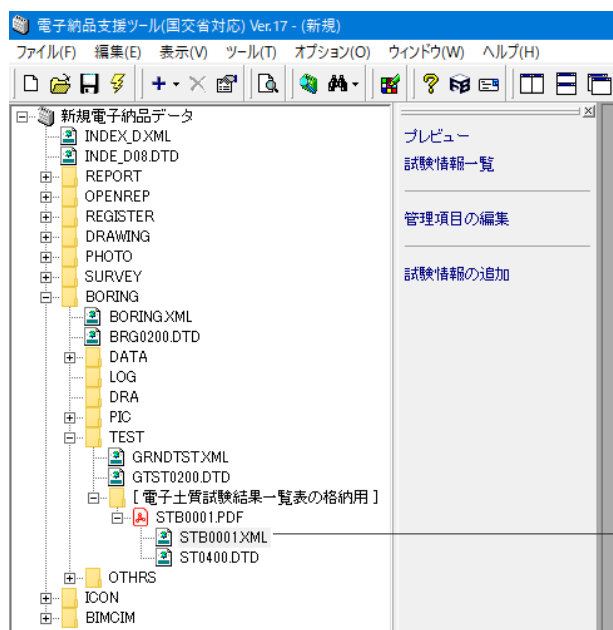 電子納品支援ツール(国交省対応) Ver.17 - (新規)
ファイル(F) 編集(E) 表示(V) ツール(T) オプション(O) ウィンドウ(W) ヘルプ(H)
新規電子納品データ
INDEX_D.XML
INDE_D08.DTD
REPORT
OPENREP
REGISTER
DRAWING
PHOTO
SURVEY
BORING
BORING.XML
BRG0200.DTD
DATA
LOG
DRA
PIC
TEST
GRNDTST.XML
GTST0200.DTD
[ 電子土質試験結果一覧表の格納用 ]
STB0001.PDF
STB0001.XML
ST0400.DTD
OTHRS
ICON
BIMCIM
プレビュー
試験情報一覧
管理項目の編集
試験情報の追加